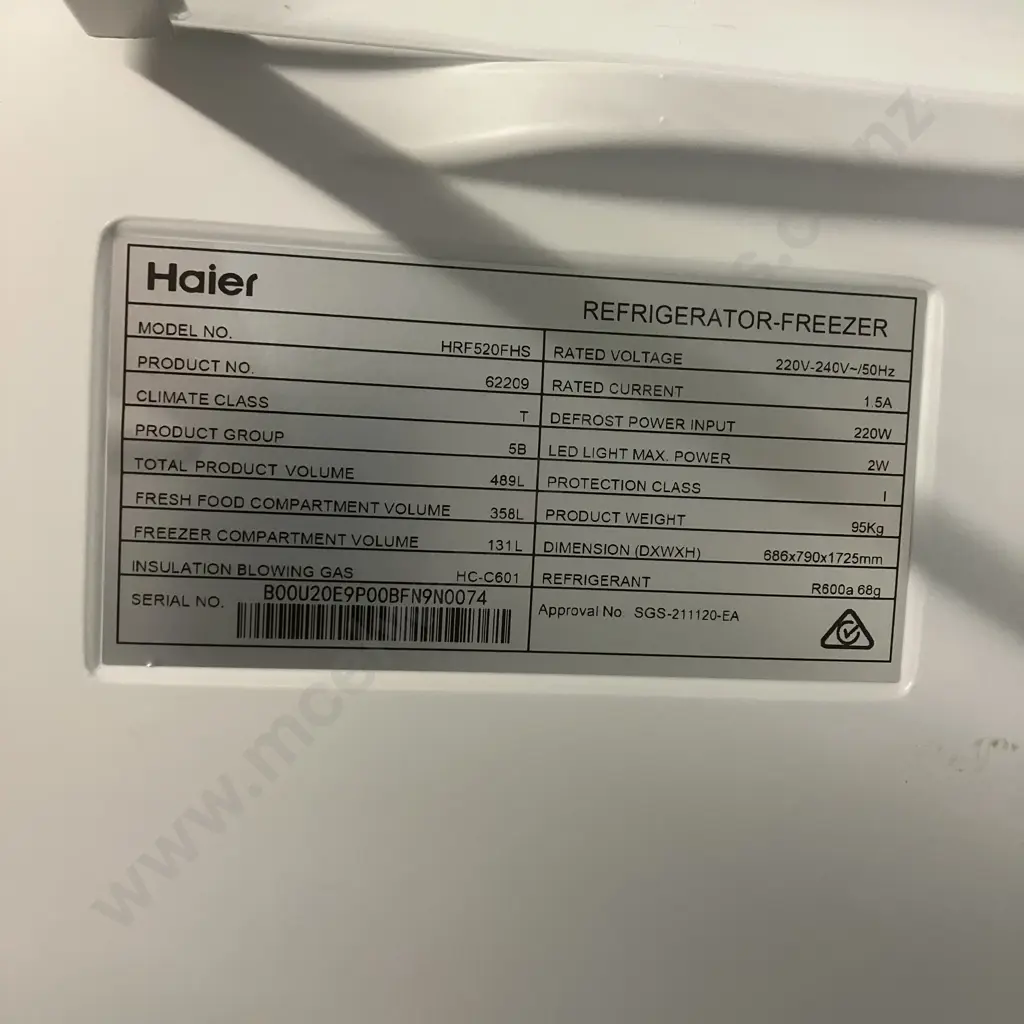 Haier
REFRIGERATOR-FREEZER
MODEL NO. HRF520FHS
PRODUCT NO. 62209
CLIMATE CLASS T
PRODUCT GROUP 5B
TOTAL PRODUCT VOLUME 489L
FRESH FOOD COMPARTMENT VOLUME 358L
FREEZER COMPARTMENT VOLUME 131L
INSULATION BLOWING GAS HC-C601
SERIAL NO. B00U20E9P00BFN9N0074
RATED VOLTAGE 220V-240V~/50Hz
RATED CURRENT 1.5A
DEFROST POWER INPUT 220W
LED LIGHT MAX. POWER 2W
PROTECTION CLASS I
PRODUCT WEIGHT 95Kg
DIMENSION (DXWXH) 686x790x1725mm
REFRIGERANT R600a 68g
Approval No. SGS-211120-EA